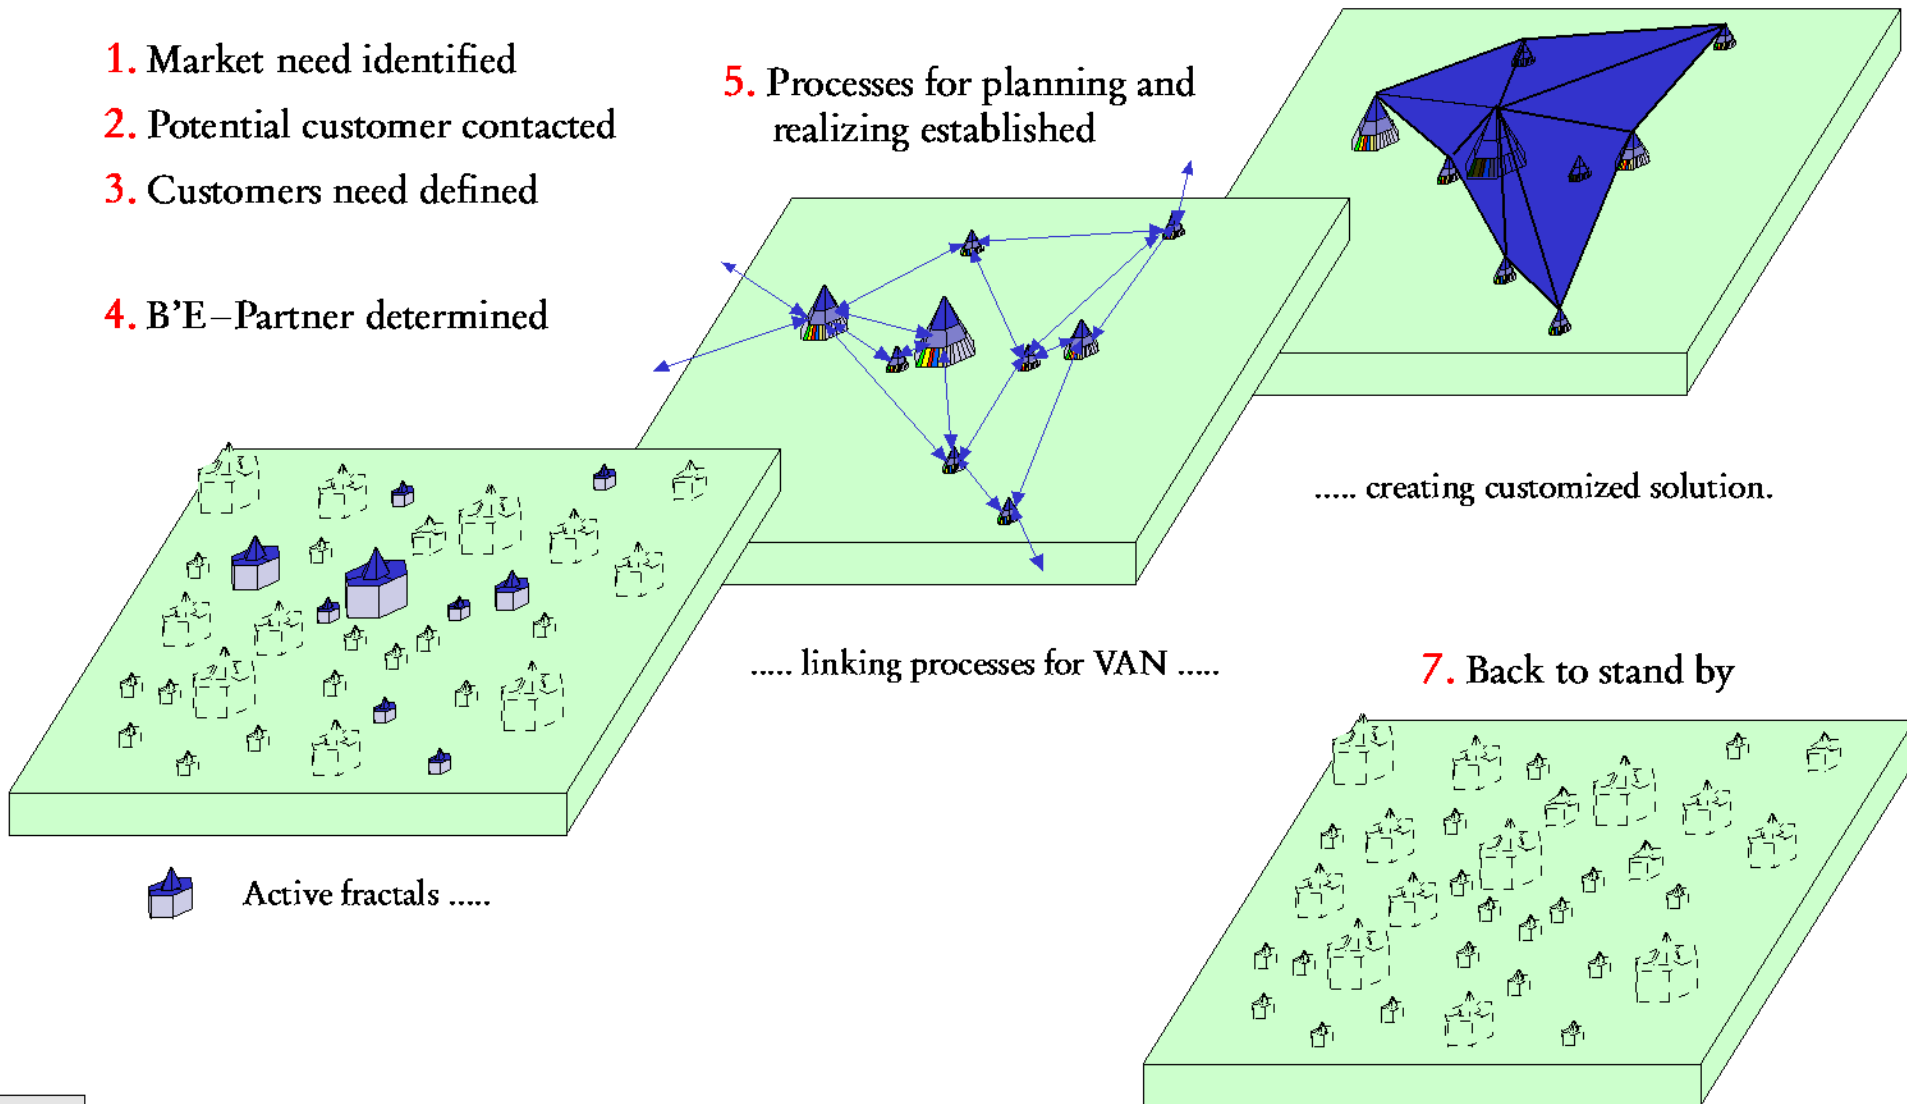 1. Market need identified
2. Potential customer contacted
3. Customers need defined
4. B'E–Partner determined
5. Processes for planning and
realizing established
Active fractals .....
..... linking processes for VAN .....
..... creating customized solution.
7. Back to stand by